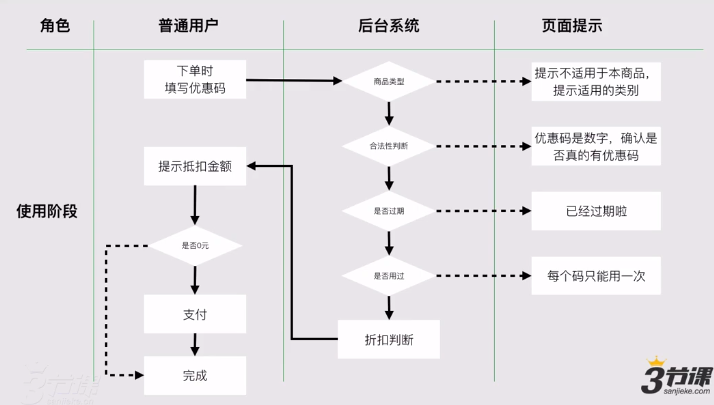 角色
普通用户
后台系统
页面提示
下单时
填写优惠码
商品类型
提示不适用于本商品,
提示适用的类别
合法性判断
优惠码是数字，确认是
否真的有优惠码
提示抵扣金额
使用阶段
是否过期
已经过期啦
是否0元
是否用过
每个码只能用一次
支付
折扣判断
完成
3节课
sanjieke.com
3节课
sanjieke.com